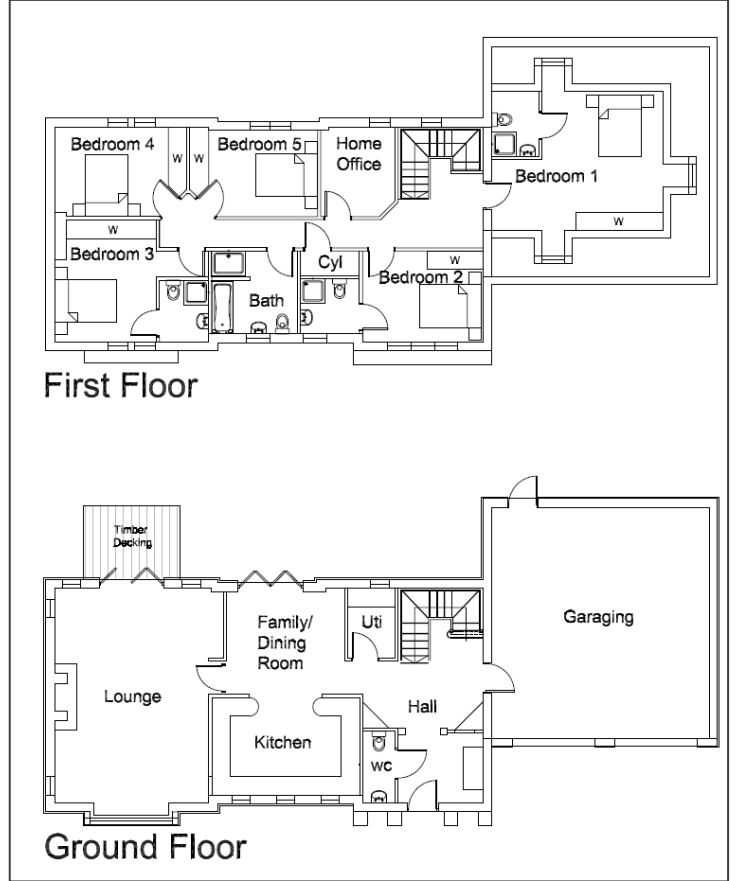 Bedroom 4
W
W
Bedroom 5
Home
Office
Bedroom 1
W
W
Bedroom 3
Cyl
W
Bedroom 2
Bath
First Floor
Timber
Decking
Family/
Dining
Room
Uti
Garaging
Lounge
Hall
Kitchen
wc
Ground Floor